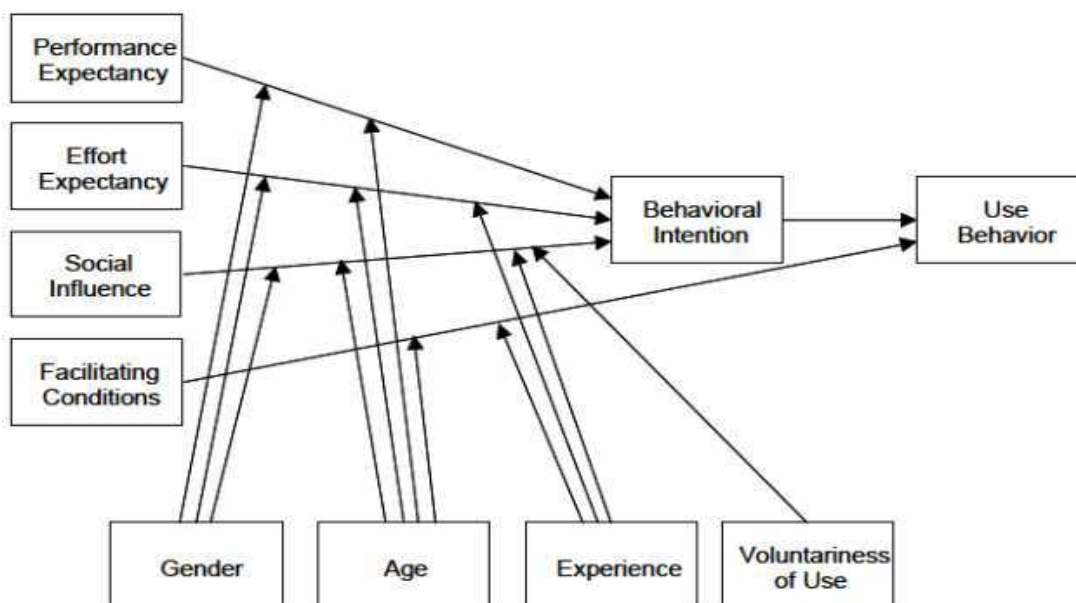 Performance
Expectancy
Effort
Expectancy
Social
Influence
Facilitating
Conditions
Behavioral
Intention
Use
Behavior
Gender
Age
Experience
Voluntariness
of Use